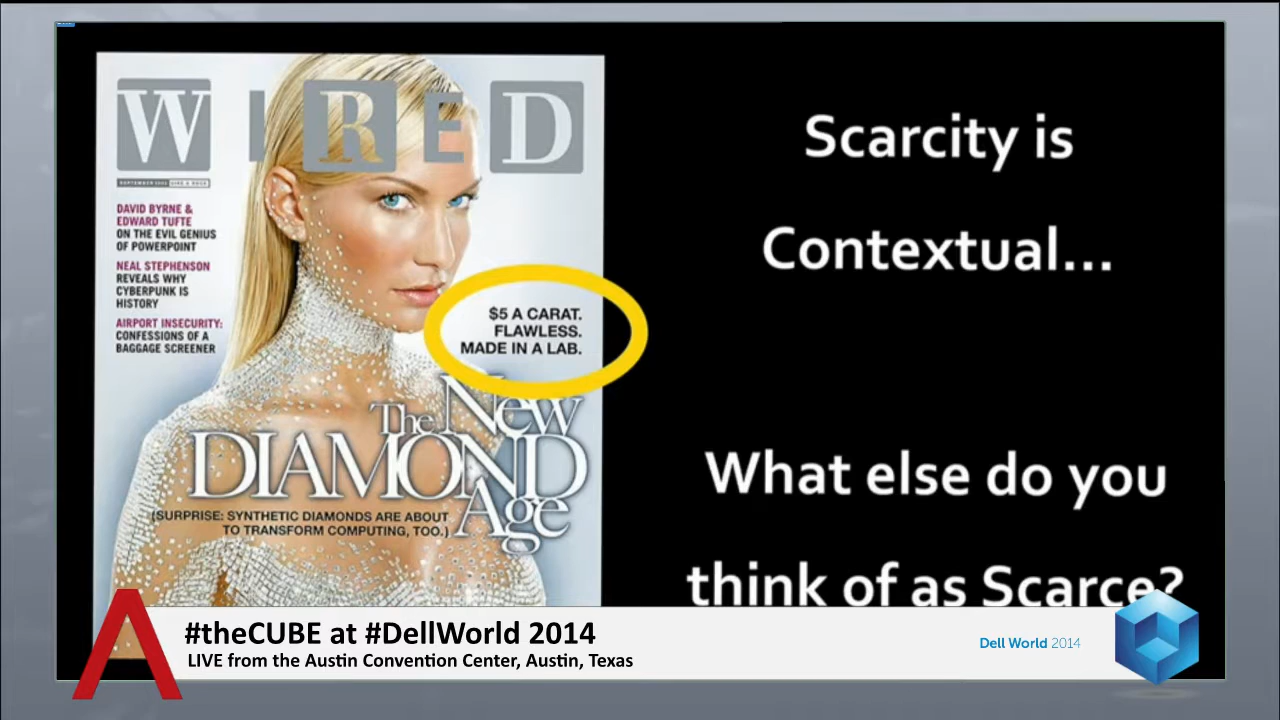 WIRED
SEPTEMBER 2003
DAVID BYRNE &
EDWARD TUFTE
ON THE EVIL GENIUS
OF POWERPOINT
NEAL STEPHENSON
REVEALS WHY
CYBERPUNK IS
HISTORY
AIRPORT INSECURITY:
CONFESSIONS OF A
BAGGAGE SCREENER
$5 A CARAT.
FLAWLESS.
MADE IN A LAB.
The New
DIAMOND
Age
(SURPRISE: SYNTHETIC DIAMONDS ARE ABOUT
TO TRANSFORM COMPUTING, TOO.)
Scarcity is
Contextual...
What else do you
think of as Scarce?
#theCUBE at #DellWorld 2014
LIVE from the Austin Convention Center, Austin, Texas
Dell World 2014